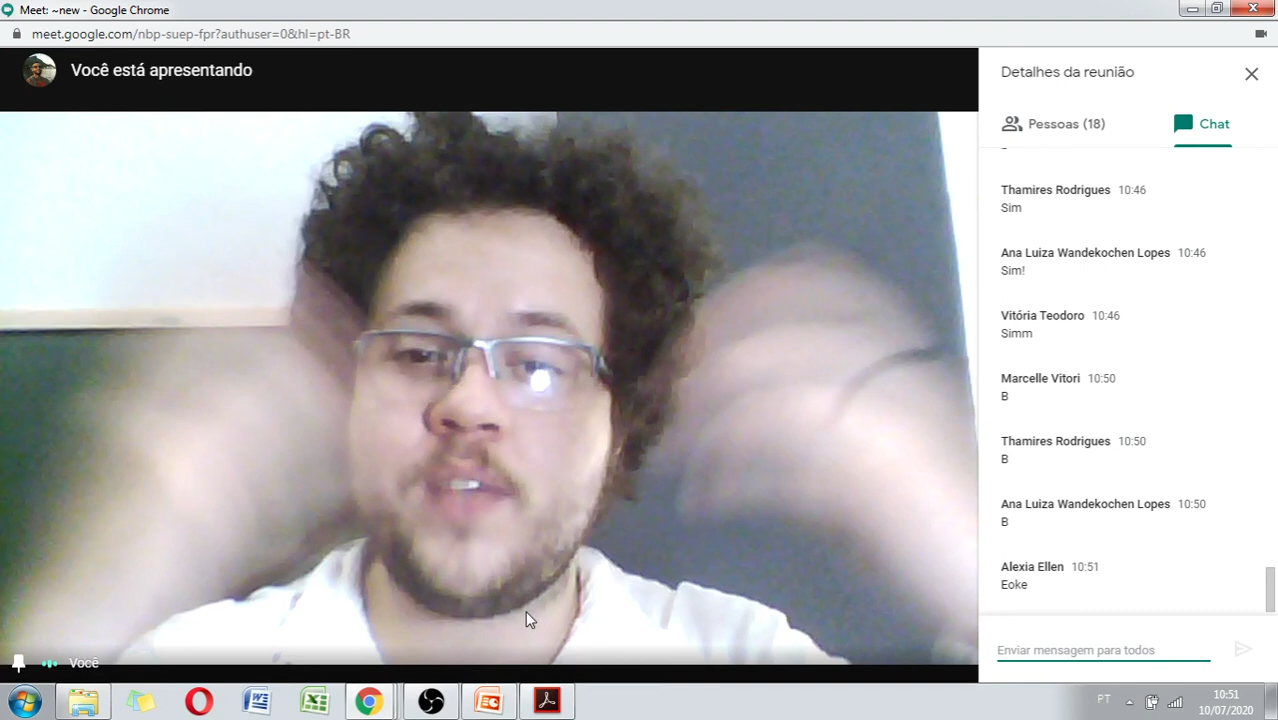 Meet: ~new - Google Chrome
meet.google.com/nbp-suep-fpr?authuser=0&hl=pt-BR
Você está apresentando
Você
Detalhes da reunião
Pessoas (18)
Chat
Thamires Rodrigues 10:46
Sim
Ana Luiza Wandekochen Lopes 10:46
Sim!
Vitória Teodoro 10:46
Simm
Marcelle Vitori 10:50
B
Thamires Rodrigues 10:50
B
Ana Luiza Wandekochen Lopes 10:50
B
Alexia Ellen 10:51
Eoke
Enviar mensagem para todos
PT
10:51
10/07/2020